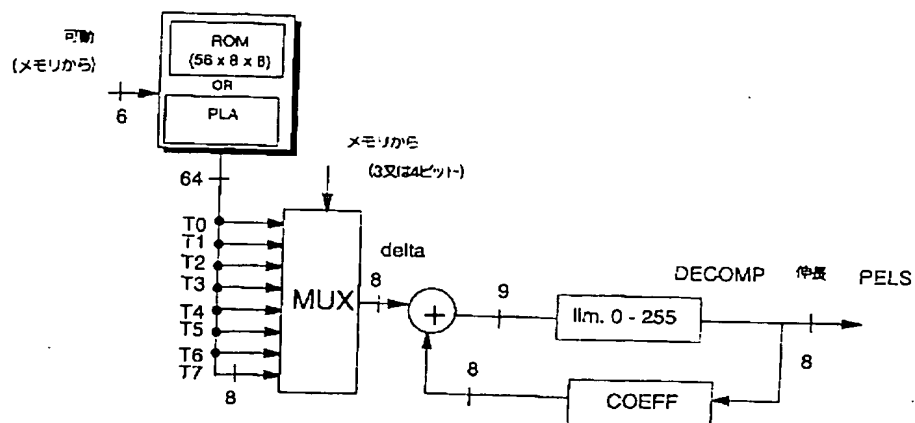 可動
(メモリから)
6
ROM
(56 x 8 x 8)
OR
PLA
64
メモリから
(3又は4ビット)
T0
T1
T2
T3
T4
T5
T6
T7
8
MUX
8
delta
+
9
lim. 0 - 255
DECOMP 伸長 PELS
8
8
COEFF